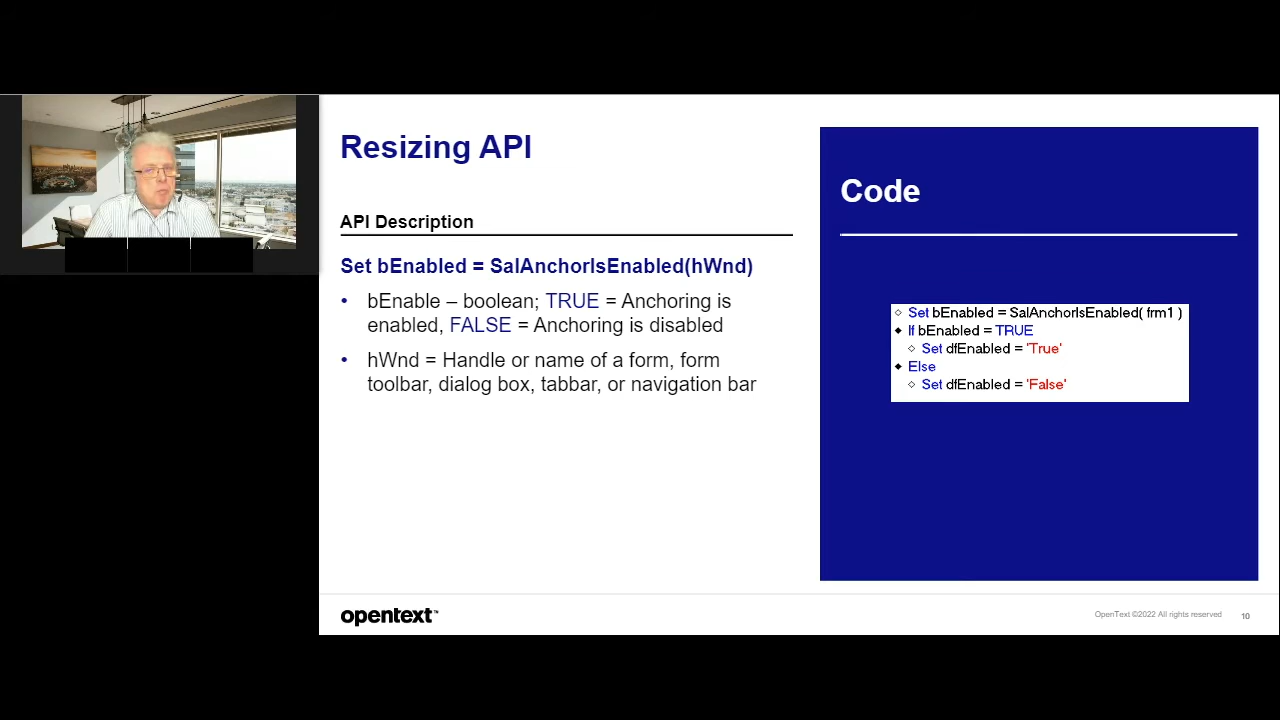 Resizing API
API Description
Set bEnabled = SalAnchorIsEnabled(hWnd)
• bEnable – boolean; TRUE = Anchoring is
enabled, FALSE = Anchoring is disabled
• hWnd = Handle or name of a form, form
toolbar, dialog box, tabbar, or navigation bar
Code
◇ Set bEnabled = SalAnchorIsEnabled( frm1 )
◆ If bEnabled = TRUE
◇ Set dfEnabled = 'True'
◆ Else
◇ Set dfEnabled = 'False'
opentext™
OpenText ©2022 All rights reserved
10